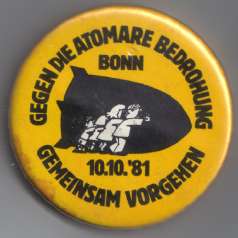 GEGEN DIE ATOMARE BEDROHUNG
BONN
10.10.'81
GEMEINSAM VORGEHEN